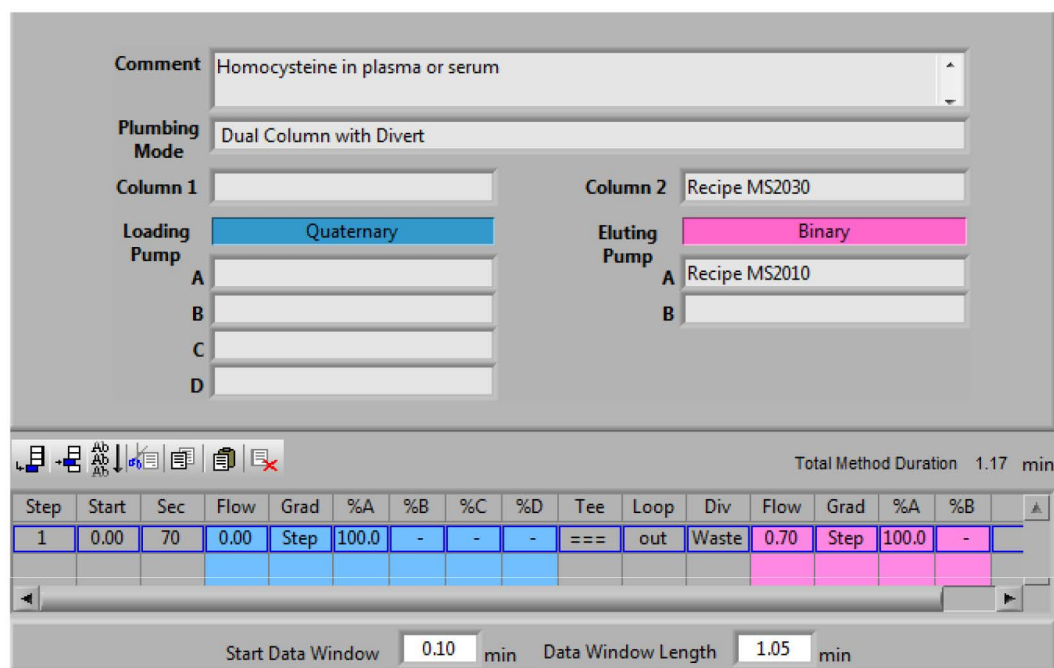 Comment Homocysteine in plasma or serum
Plumbing Mode Dual Column with Divert
Column 1 Column 2 Recipe MS2030
Loading Pump Quaternary Eluting Pump Binary
A A Recipe MS2010
B B
C
D
Ab
Ab
Ab
Total Method Duration 1.17 min
Step Start Sec Flow Grad %A %B %C %D Tee Loop Div Flow Grad %A %B
1 0.00 70 0.00 Step 100.0 - - - === out Waste 0.70 Step 100.0 -
Start Data Window 0.10 min Data Window Length 1.05 min